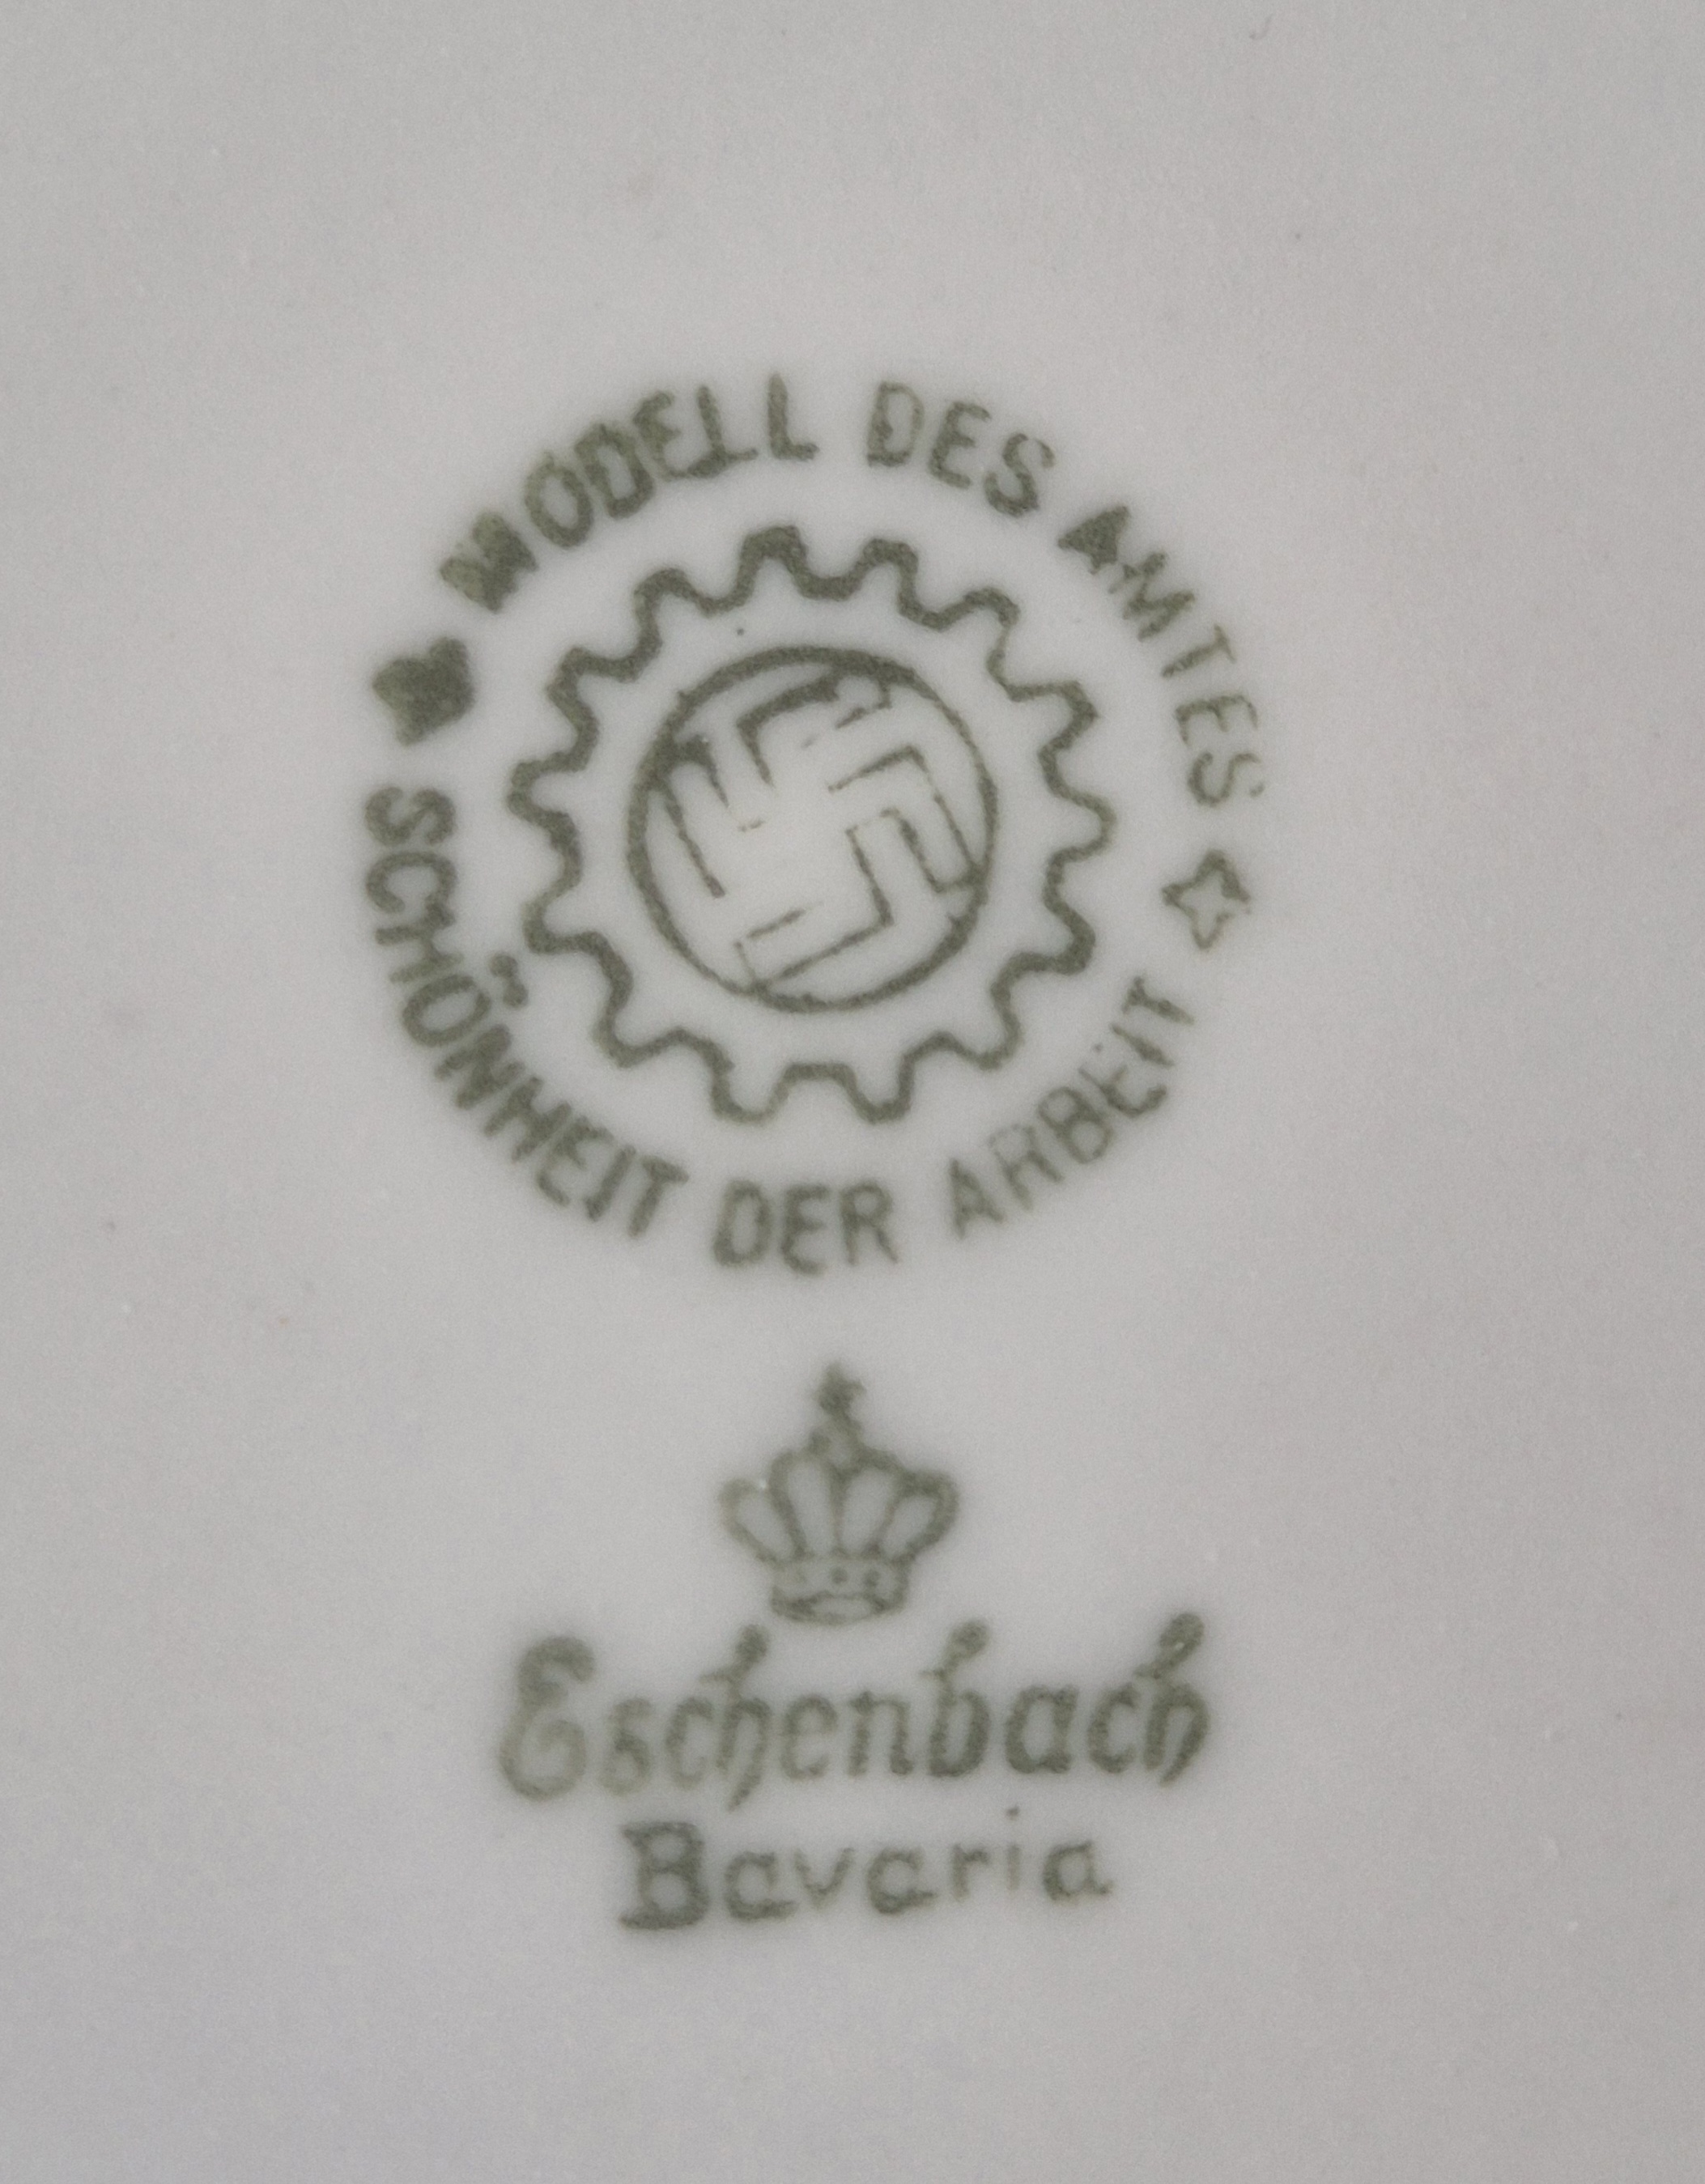 MODELL DES AMTES
SCHÖNHEIT DER ARBEIT
Eschenbach
Bavaria